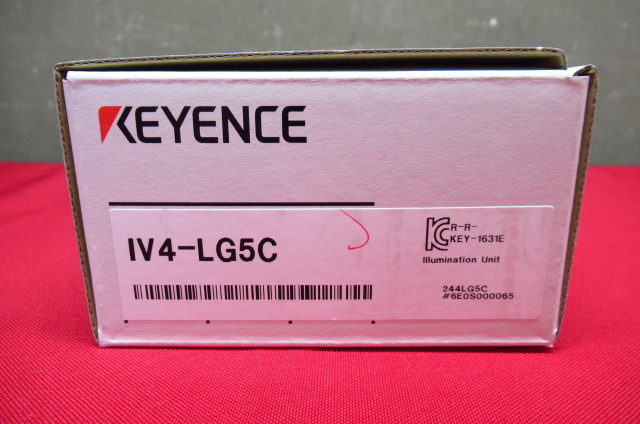 KEYENCE
IV4-LG5C
R-R-
KEY-1631E
Illumination Unit
244LG5C
#6E0S000065